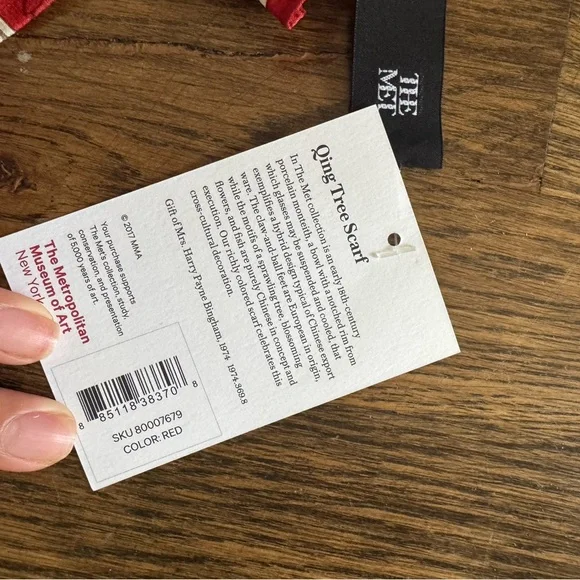 THE
MET
Qing Tree Scarf
In The Met collection is an early 18th-century
porcelain monteith, a bowl with a notched rim from
which glasses may be suspended and cooled, that
exemplifies a hybrid design typical of Chinese export
ware. The claw-and-ball feet are European in origin,
while the motifs of a sprawling tree, blossoming
flowers, and fish are purely Chinese in concept and
execution. Our richly colored scarf celebrates this
cross-cultural decoration.
Gift of Mrs. Harry Payne Bingham, 1974 1974.369.8
© 2017 MMA
Your purchase supports
The Met's collection, study,
conservation, and presentation
of 5,000 years of art.
The Metropolitan
Museum of Art
New York
8 85118 38370 8
SKU 80007679
COLOR: RED